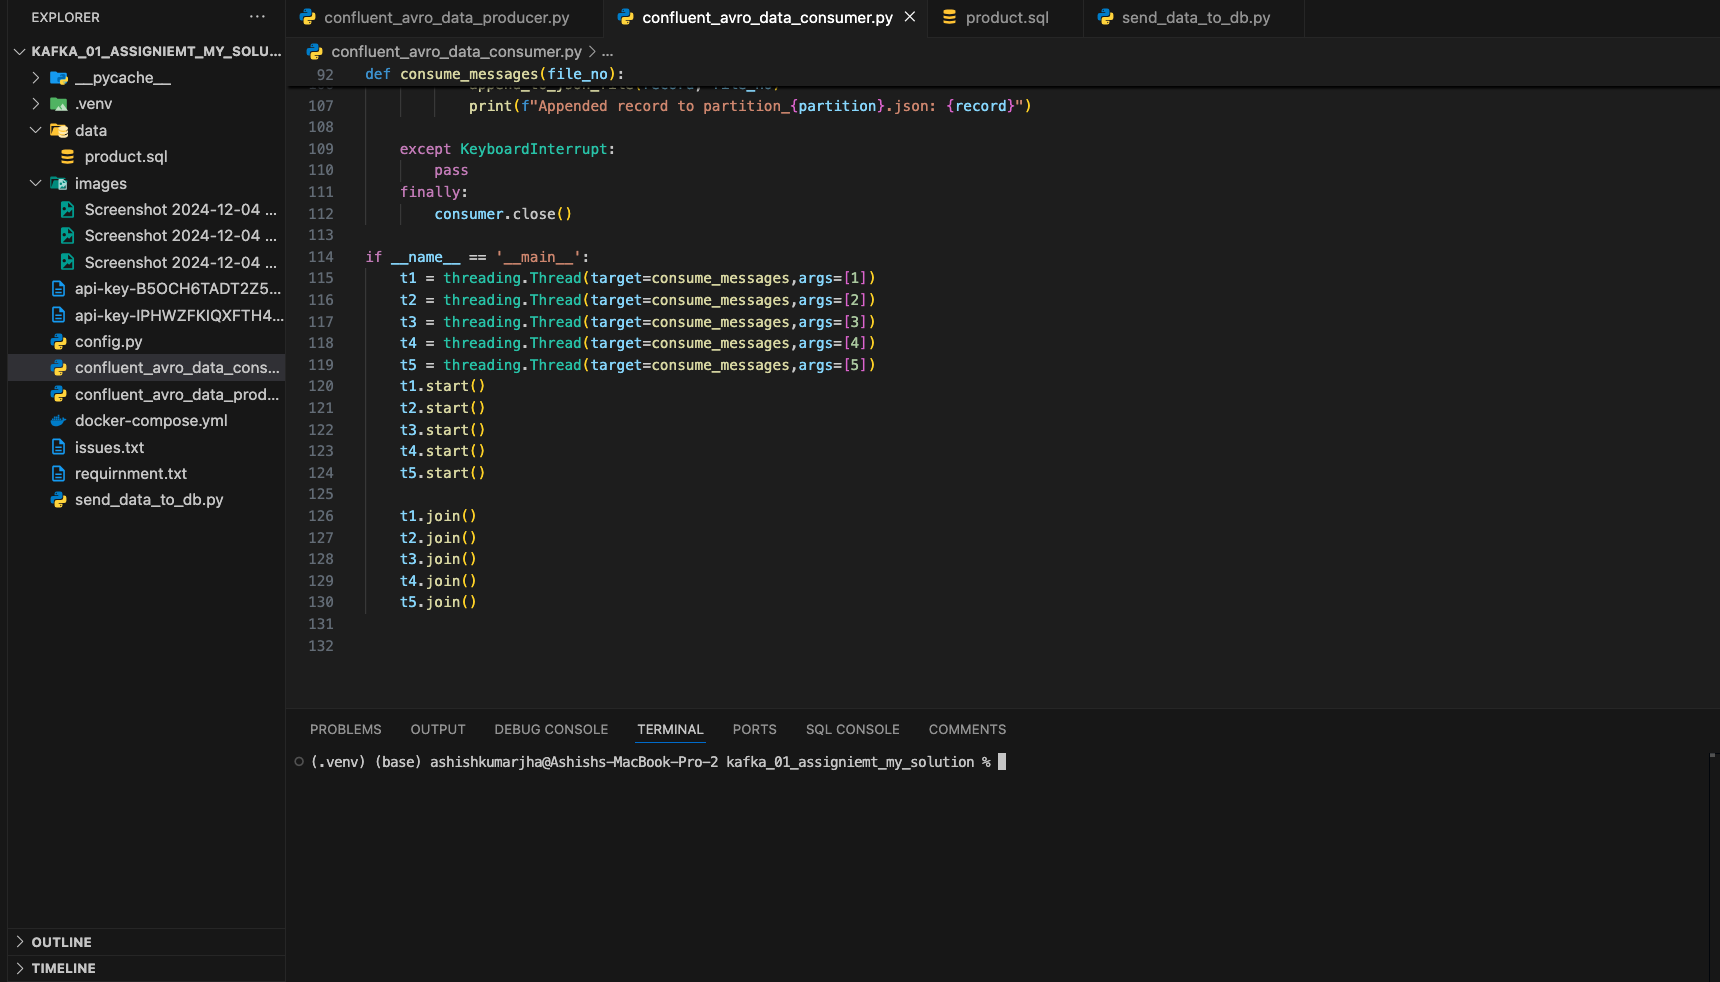 EXPLORER
KAFKA_01_ASSIGNIEMT_MY_SOLU...
__pycache__
.venv
data
product.sql
images
Screenshot 2024-12-04 ...
Screenshot 2024-12-04 ...
Screenshot 2024-12-04 ...
api-key-B5OCH6TADT2Z5...
api-key-IPHWZFKIQXFTH4...
config.py
confluent_avro_data_cons...
confluent_avro_data_prod...
docker-compose.yml
issues.txt
requirnment.txt
send_data_to_db.py
OUTLINE
TIMELINE
confluent_avro_data_producer.py
confluent_avro_data_consumer.py
product.sql
send_data_to_db.py
confluent_avro_data_consumer.py > ...
92 def consume_messages(file_no):
107 print(f"Appended record to partition_{partition}.json: {record}")
108
109 except KeyboardInterrupt:
110 pass
111 finally:
112 consumer.close()
113
114 if __name__ == '__main__':
115 t1 = threading.Thread(target=consume_messages,args=[1])
116 t2 = threading.Thread(target=consume_messages,args=[2])
117 t3 = threading.Thread(target=consume_messages,args=[3])
118 t4 = threading.Thread(target=consume_messages,args=[4])
119 t5 = threading.Thread(target=consume_messages,args=[5])
120 t1.start()
121 t2.start()
122 t3.start()
123 t4.start()
124 t5.start()
125
126 t1.join()
127 t2.join()
128 t3.join()
129 t4.join()
130 t5.join()
131
132
PROBLEMS OUTPUT DEBUG CONSOLE TERMINAL PORTS SQL CONSOLE COMMENTS
(.venv) (base) ashishkumarjha@Ashishs-MacBook-Pro-2 kafka_01_assigniemt_my_solution %